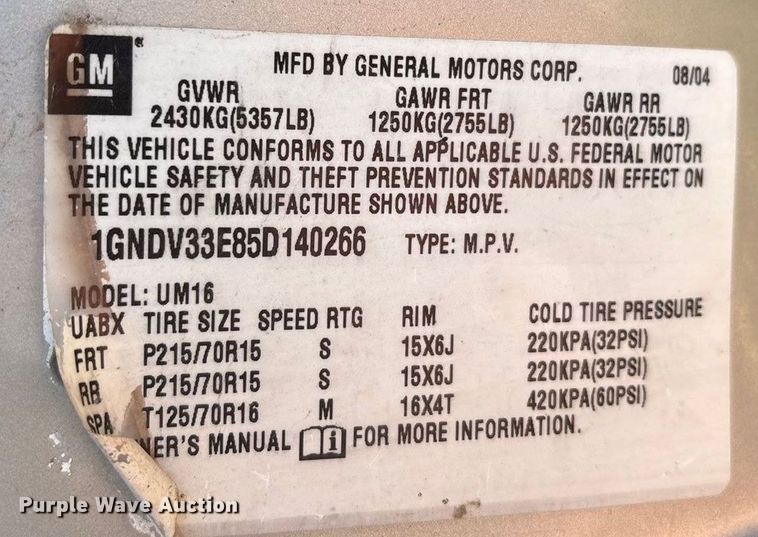 GM
MFD BY GENERAL MOTORS CORP. 08/04
GVWR GAWR FRT GAWR RR
2430KG(5357LB) 1250KG(2755LB) 1250KG(2755LB)
THIS VEHICLE CONFORMS TO ALL APPLICABLE U.S. FEDERAL MOTOR
VEHICLE SAFETY AND THEFT PREVENTION STANDARDS IN EFFECT ON
THE DATE OF MANUFACTURE SHOWN ABOVE.
1GNDV33E85D140266 TYPE: M.P.V.
MODEL: UM16
UABX TIRE SIZE SPEED RTG RIM COLD TIRE PRESSURE
FRT P215/70R15 S 15X6J 220KPA(32PSI)
RR P215/70R15 S 15X6J 220KPA(32PSI)
SPA T125/70R16 M 16X4T 420KPA(60PSI)
NER'S MANUAL i FOR MORE INFORMATION.
Purple Wave Auction